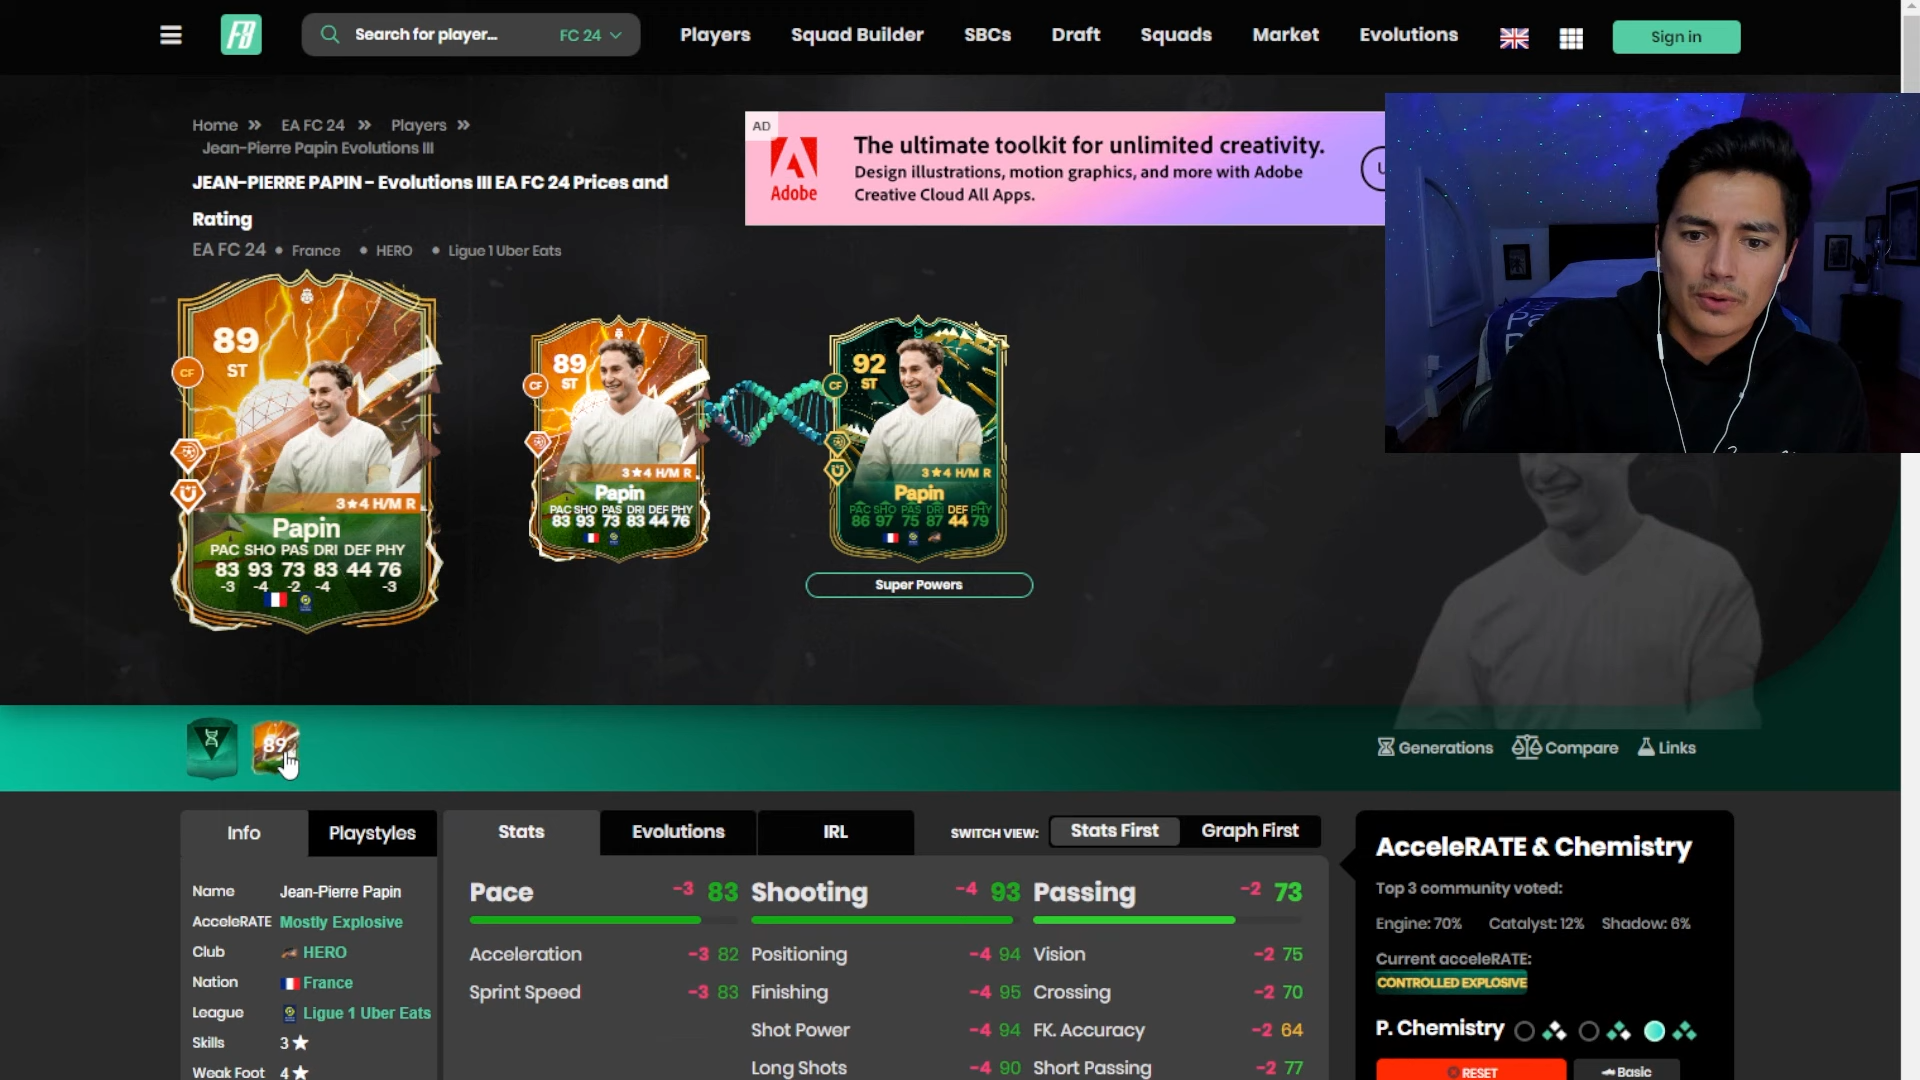 FB
Search for player...
FC 24
Players
Squad Builder
SBCs
Draft
Squads
Market
Evolutions
Sign in
Home » EA FC 24 » Players »
Jean-Pierre Papin Evolutions III
JEAN-PIERRE PAPIN - Evolutions III EA FC 24 Prices and
Rating
EA FC 24 • France • HERO • Ligue 1 Uber Eats
AD
Adobe
The ultimate toolkit for unlimited creativity.
Design illustrations, motion graphics, and more with Adobe
Creative Cloud All Apps.
89
ST
CF
3★4 H/M R
Papin
PAC SHO PAS DRI DEF PHY
83 93 73 83 44 76
-3 -4 -2 -4 -3
89
ST
CF
3★4 H/M R
Papin
PAC SHO PAS DRI DEF PHY
83 93 73 83 44 76
92
ST
CF
3★4 H/M R
Papin
PAC SHO PAS DRI DEF PHY
86 97 75 87 44 79
Super Powers
89
Generations
Compare
Links
Info
Playstyles
Stats
Evolutions
IRL
SWITCH VIEW:
Stats First
Graph First
Name Jean-Pierre Papin
AcceleRATE Mostly Explosive
Club HERO
Nation France
League Ligue 1 Uber Eats
Skills 3 ★
Weak Foot 4 ★
Pace -3 83
Acceleration -3 82
Sprint Speed -3 83
Shooting -4 93
Positioning -4 94
Finishing -4 95
Shot Power -4 94
Long Shots -4 90
Passing -2 73
Vision -2 75
Crossing -2 70
FK. Accuracy -2 64
Short Passing -2 77
AcceleRATE & Chemistry
Top 3 community voted:
Engine: 70% Catalyst: 12% Shadow: 6%
Current acceleRATE:
CONTROLLED EXPLOSIVE
P. Chemistry
RESET
Basic